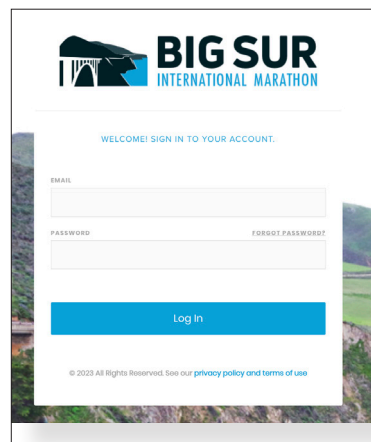 BIG SUR
INTERNATIONAL MARATHON
WELCOME! SIGN IN TO YOUR ACCOUNT.
EMAIL
PASSWORD FORGOT PASSWORD?
Log In
© 2023 All Rights Reserved. See our privacy policy and terms of use